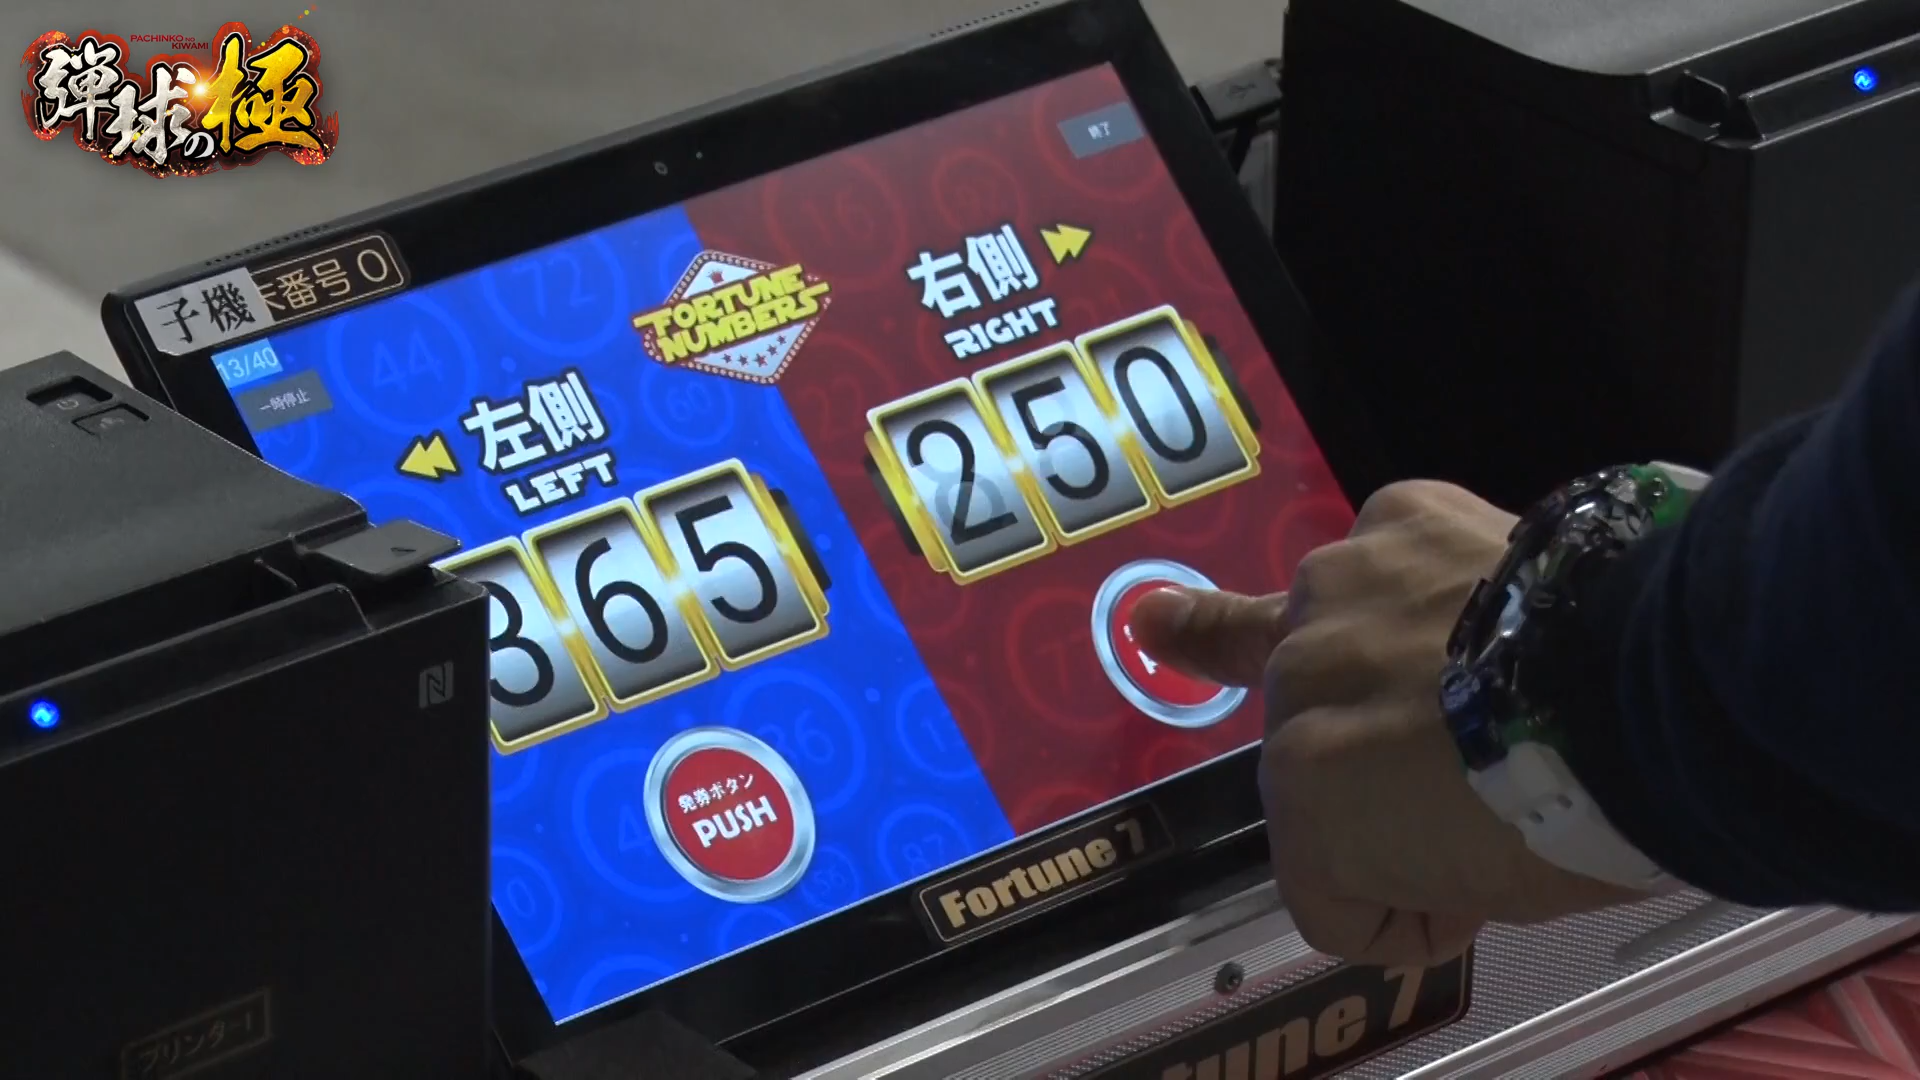 PACHINKO NO
KIWAMI
弾球の極
子機
番号 0
13/40
一時停止
終了
FORTUNE
NUMBERS
左側
LEFT
365
右側
RIGHT
250
発券ボタン
PUSH
Fortune 7
tune 7
プリンター1